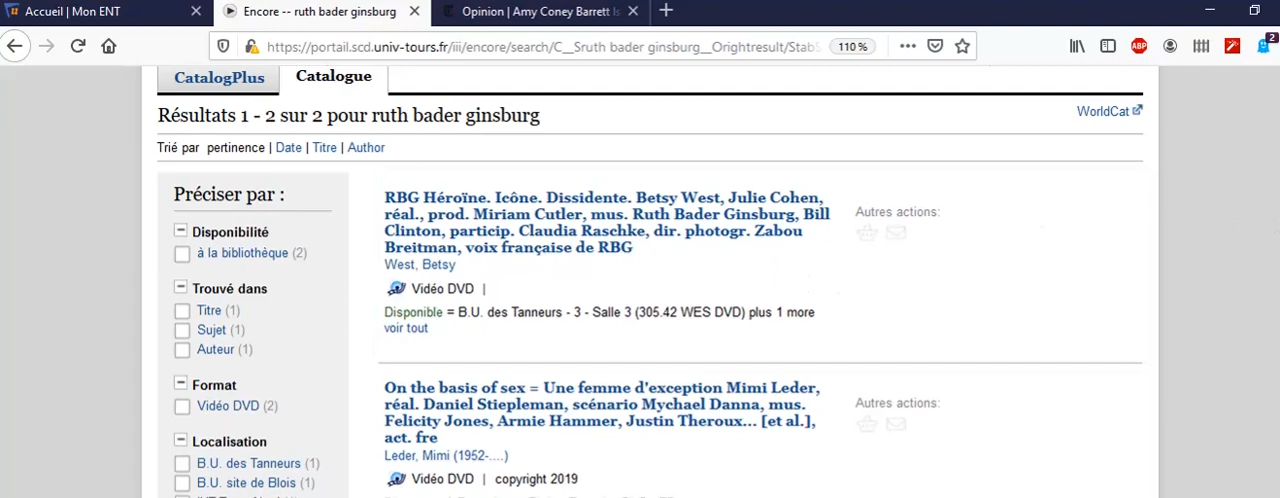 Accueil | Mon ENT
Encore -- ruth bader ginsburg
Opinion | Amy Coney Barrett Is
https://portail.scd.univ-tours.fr/iii/encore/search/C__Sruth bader ginsburg__Orightresult/Stab
110 %
ABP
2
CatalogPlus
Catalogue
Résultats 1 - 2 sur 2 pour ruth bader ginsburg
WorldCat
Trié par pertinence | Date | Titre | Author
Préciser par :
Disponibilité
à la bibliothèque (2)
Trouvé dans
Titre (1)
Sujet (1)
Auteur (1)
Format
Vidéo DVD (2)
Localisation
B.U. des Tanneurs (1)
B.U. site de Blois (1)
RBG Héroïne. Icône. Dissidente. Betsy West, Julie Cohen,
réal., prod. Miriam Cutler, mus. Ruth Bader Ginsburg, Bill
Clinton, particip. Claudia Raschke, dir. photogr. Zabou
Breitman, voix française de RBG
West, Betsy
Vidéo DVD |
Disponible = B.U. des Tanneurs - 3 - Salle 3 (305.42 WES DVD) plus 1 more
voir tout
Autres actions:
On the basis of sex = Une femme d'exception Mimi Leder,
réal. Daniel Stiepleman, scénario Mychael Danna, mus.
Felicity Jones, Armie Hammer, Justin Theroux... [et al.],
act. fre
Leder, Mimi (1952-....)
Vidéo DVD | copyright 2019
Autres actions: